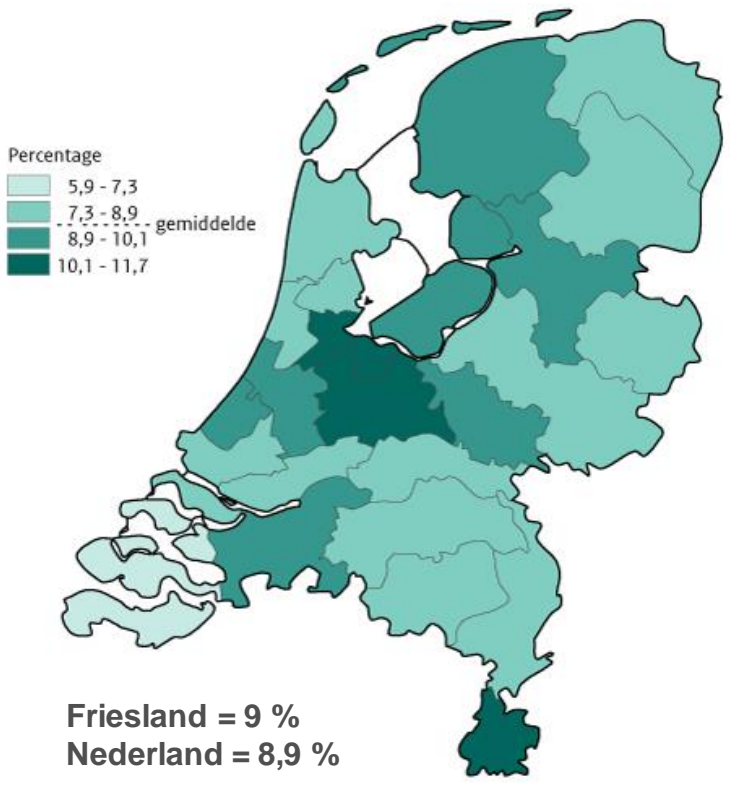 Percentage
5,9 - 7,3
7,3 - 8,9
gemiddelde
8,9 - 10,1
10,1 - 11,7
Friesland = 9 %
Nederland = 8,9 %